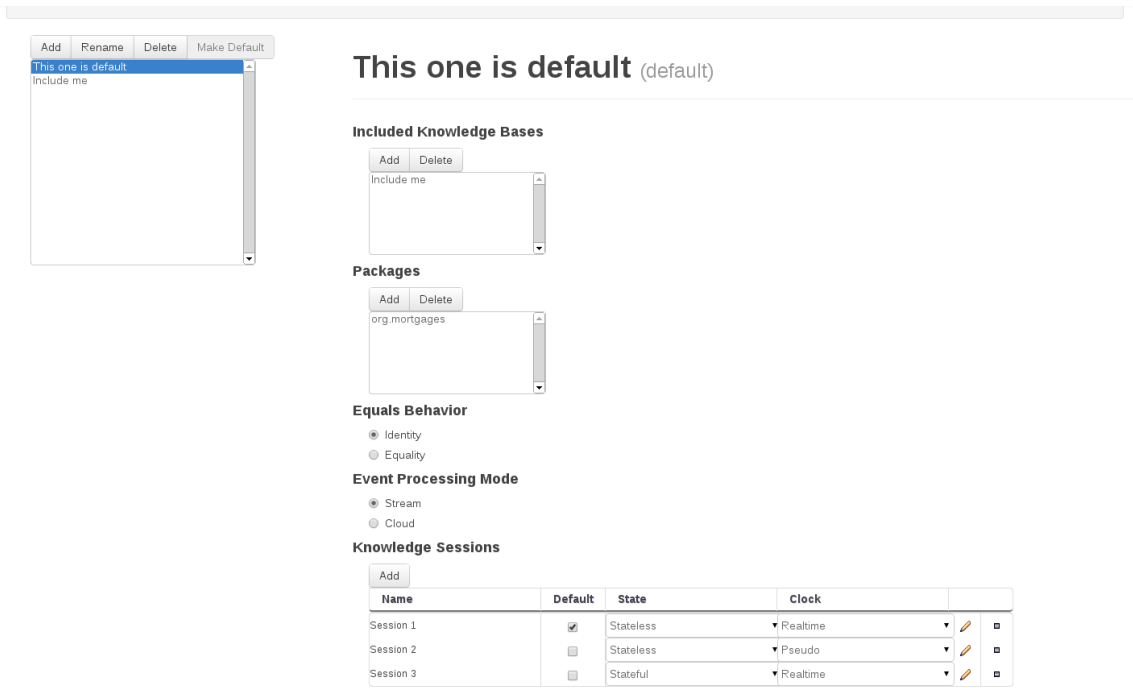 Add Rename Delete Make Default
This one is default
Include me
This one is default (default)
Included Knowledge Bases
Add Delete
Include me
Packages
Add Delete
org.mortgages
Equals Behavior
Identity
Equality
Event Processing Mode
Stream
Cloud
Knowledge Sessions
Add
Name Default State Clock
Session 1 Stateless Realtime
Session 2 Stateless Pseudo
Session 3 Stateful Realtime